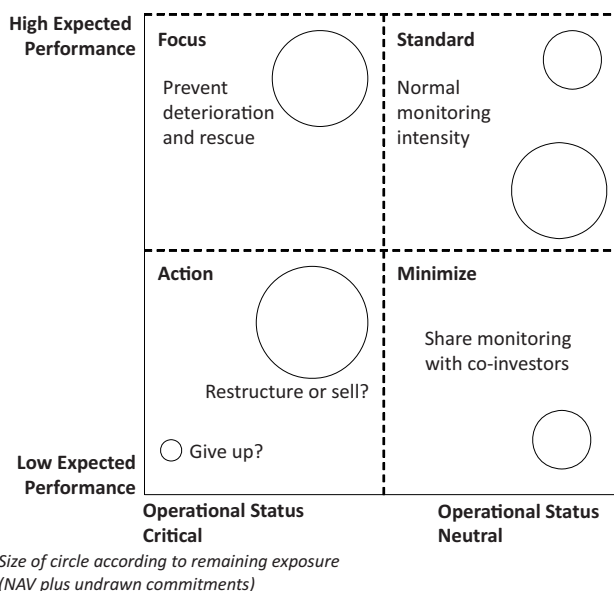 High Expected
Performance
Focus
Prevent
deterioration
and rescue
Standard
Normal
monitoring
intensity
Action
Restructure or sell?
Give up?
Minimize
Share monitoring
with co-investors
Low Expected
Performance
Operational Status
Critical
Operational Status
Neutral
Size of circle according to remaining exposure
(NAV plus undrawn commitments)